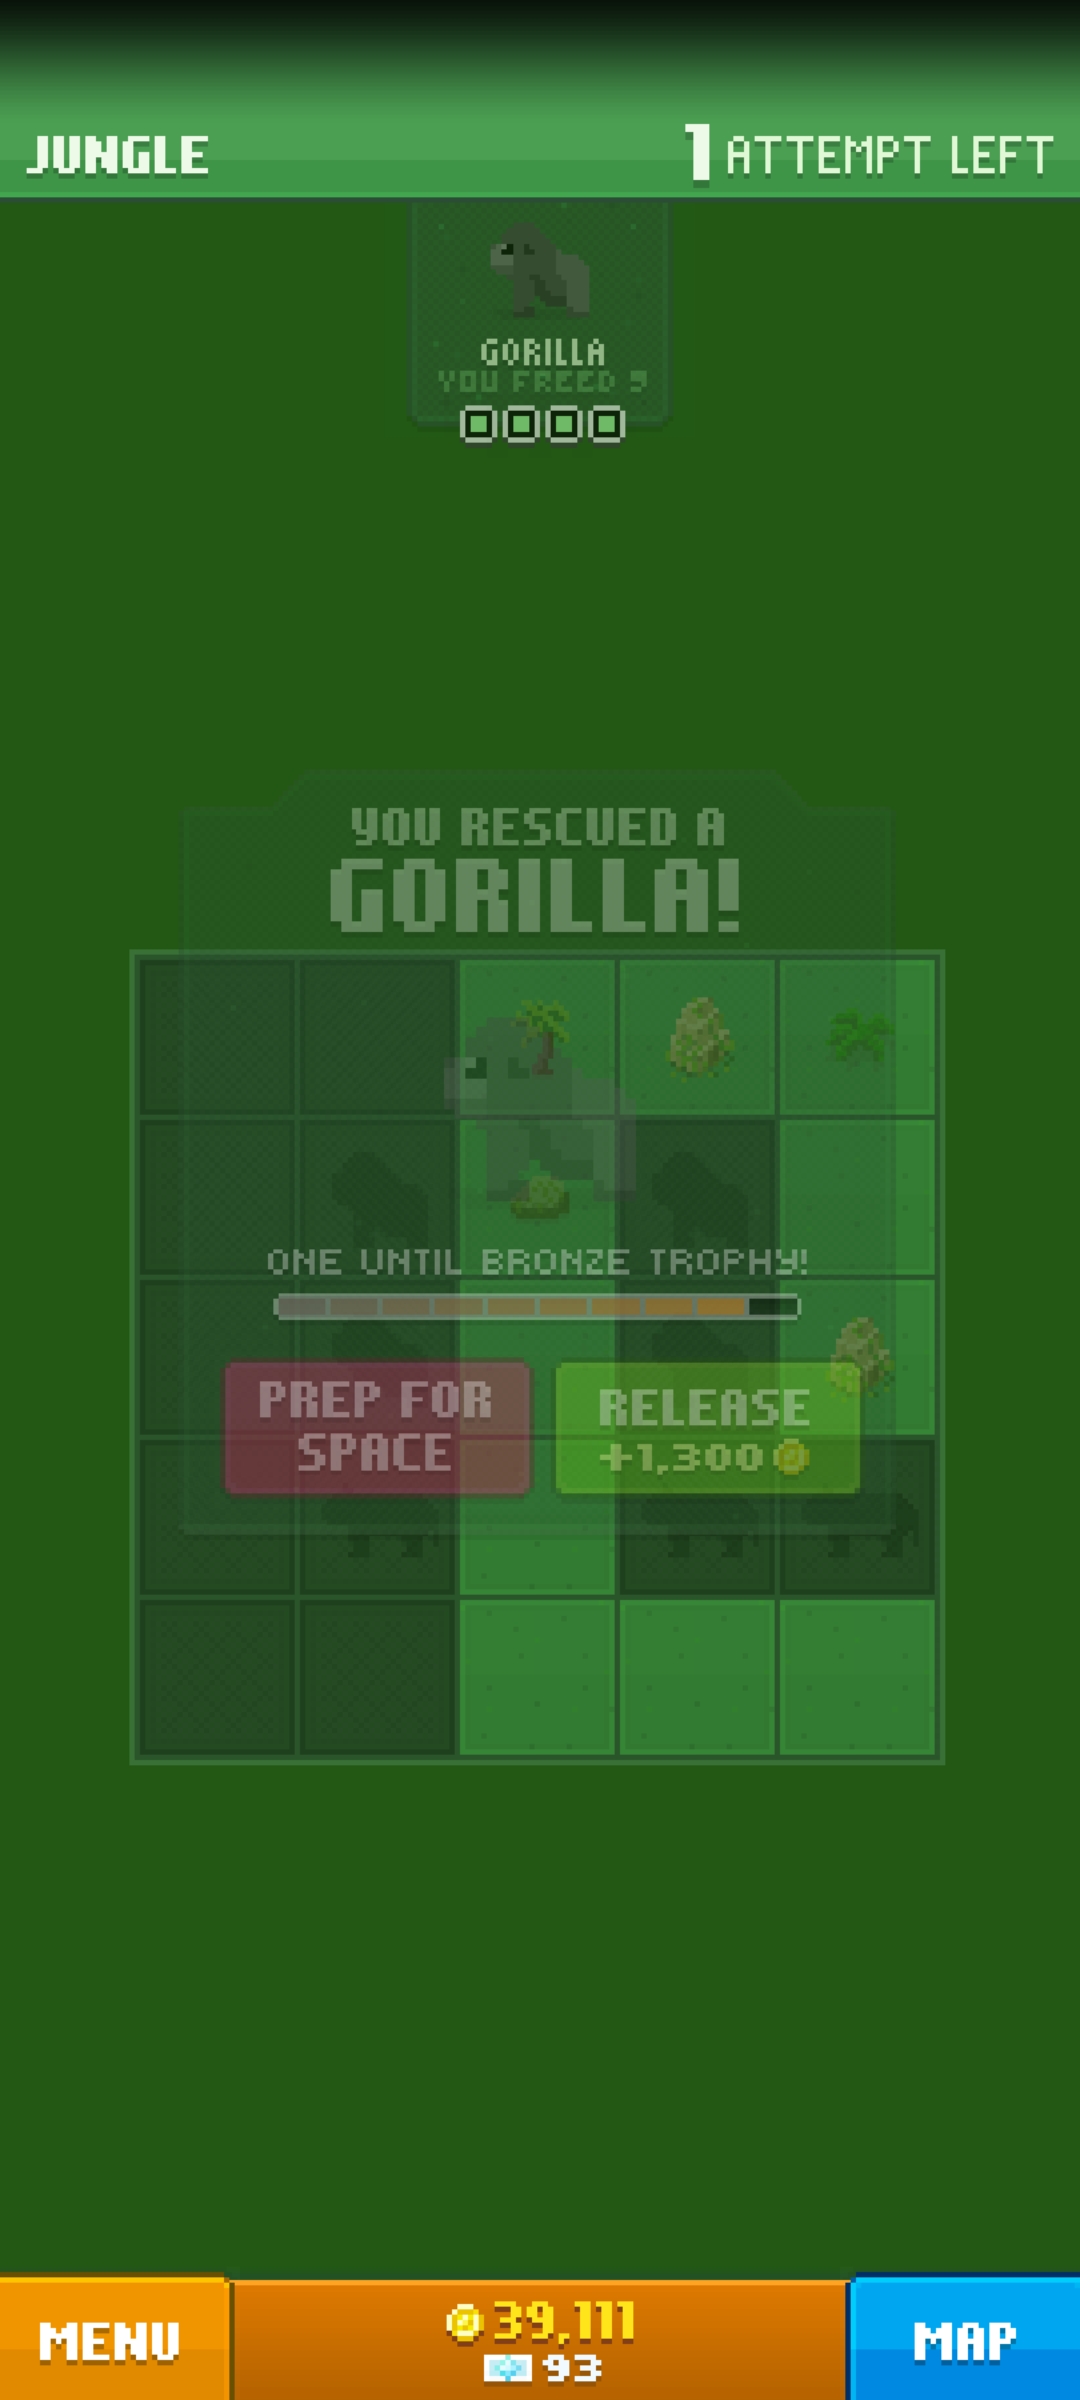 JUNGLE
1 ATTEMPT LEFT
GORILLA
YOU FREED 9
YOU RESCUED A
GORILLA!
ONE UNTIL BRONZE TROPHY!
PREP FOR
SPACE
RELEASE
+1,300
MENU
39,111
93
MAP